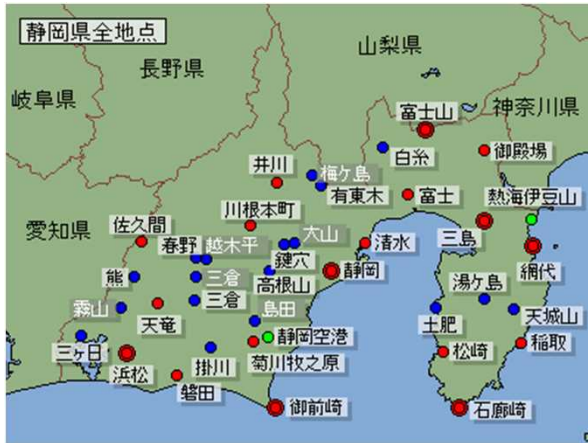 静岡県全地点
山梨県
長野県
岐阜県
神奈川県
富士山
御殿場
白糸
梅ケ島
井川
有東木
富士
熱海伊豆山
愛知県
川根本町
佐久間
三島
大山
清水
春野
越木平
鍵穴
網代
熊
三倉
高根山
静岡
湯ケ島
三倉
霧山
天竜
島田
土肥
天城山
静岡空港
三ヶ日
稲取
松崎
浜松
掛川
菊川牧之原
磐田
御前崎
石廊崎